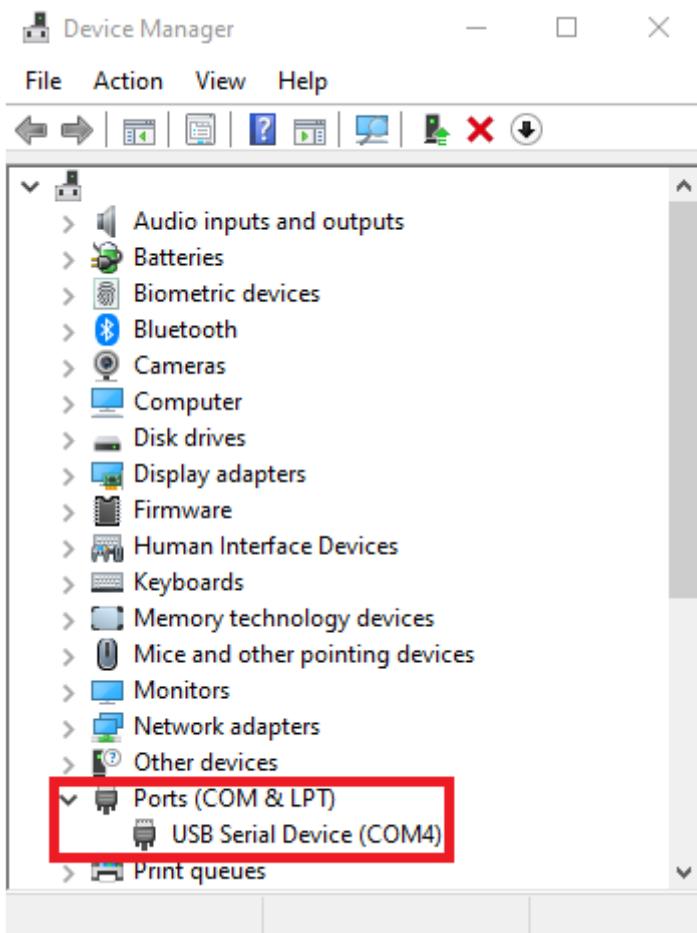 Device Manager
File Action View Help
Audio inputs and outputs
Batteries
Biometric devices
Bluetooth
Cameras
Computer
Disk drives
Display adapters
Firmware
Human Interface Devices
Keyboards
Memory technology devices
Mice and other pointing devices
Monitors
Network adapters
Other devices
Ports (COM & LPT)
USB Serial Device (COM4)
Print queues